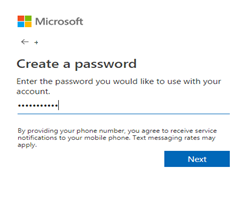 Microsoft
← +
Create a password
Enter the password you would like to use with your
account.
•••••••••••
By providing your phone number, you agree to receive service
notifications to your mobile phone. Text messaging rates may
apply.
Next